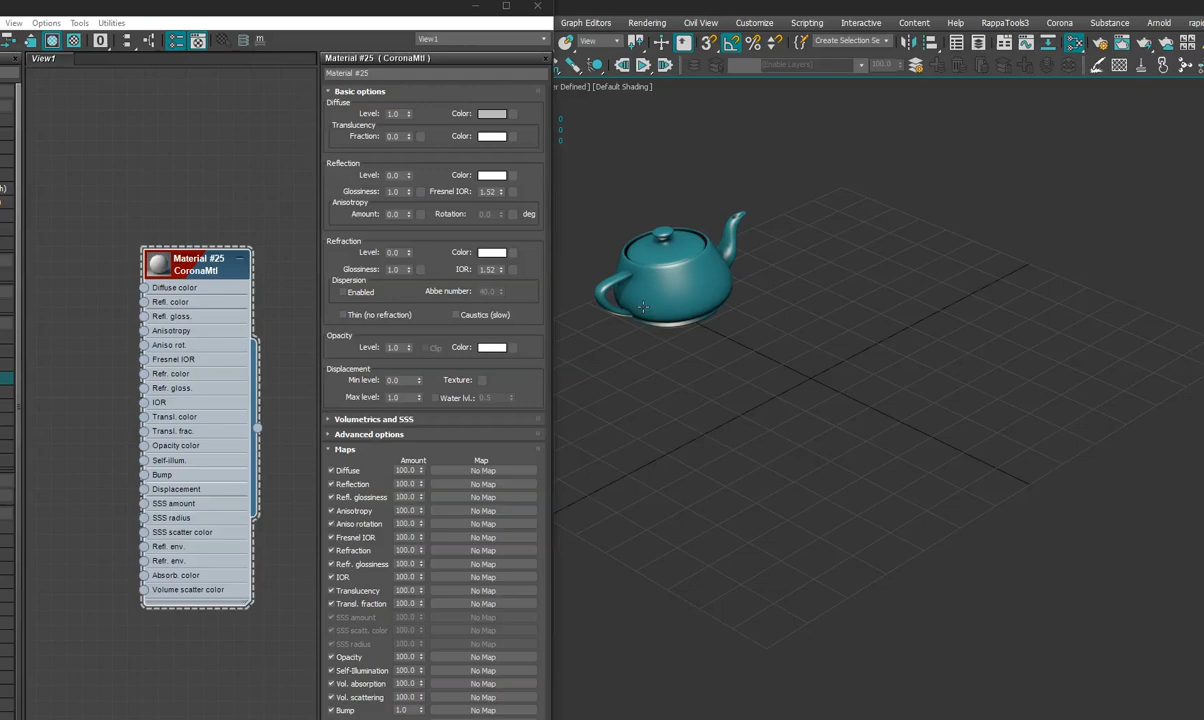 View Options Tools Utilities
Graph Editors Rendering Civil View Customize Scripting Interactive Content Help RappaTools3 Corona Substance Arnold
0 m View1
View Create Selection Se
View1
Enable Layers 100.0
er Defined ] [Default Shading ]
0
0
0
Material #25 ( CoronaMtl )
Material #25
Basic options
Diffuse
Level: 1.0 Color:
Translucency
Fraction: 0.0 Color:
Reflection
Level: 0.0 Color:
Glossiness: 1.0 Fresnel IOR: 1.52
Anisotropy
Amount: 0.0 Rotation: 0.0 deg
Refraction
Level: 0.0 Color:
Glossiness: 1.0 IOR: 1.52
Dispersion
Enabled Abbe number: 40.0
Thin (no refraction) Caustics (slow)
Opacity
Level: 1.0 Clip Color:
Displacement
Min level: 0.0 Texture:
Max level: 1.0 Water lvl.: 0.5
Volumetrics and SSS
Advanced options
Maps
Amount Map
Diffuse 100.0 No Map
Reflection 100.0 No Map
Refl. glossiness 100.0 No Map
Anisotropy 100.0 No Map
Aniso rotation 100.0 No Map
Fresnel IOR 100.0 No Map
Refraction 100.0 No Map
Refr. glossiness 100.0 No Map
IOR 100.0 No Map
Translucency 100.0 No Map
Transl. fraction 100.0 No Map
SSS amount 100.0 No Map
SSS scatt. color 100.0 No Map
SSS radius 100.0 No Map
Opacity 100.0 No Map
Self-Illumination 100.0 No Map
Vol. absorption 100.0 No Map
Vol. scattering 100.0 No Map
Bump 1.0 No Map
Material #25
CoronaMtl
Diffuse color
Refl. color
Refl. gloss.
Anisotropy
Aniso rot.
Fresnel IOR
Refr. color
Refr. gloss.
IOR
Transl. color
Transl. frac.
Opacity color
Self-illum.
Bump
Displacement
SSS amount
SSS radius
SSS scatter color
Refl. env.
Refr. env.
Absorb. color
Volume scatter color